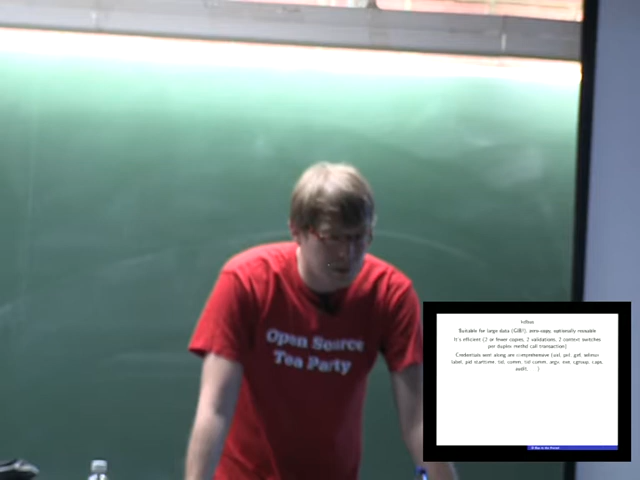 Open Source
Tea Party
Suitable for large data (GiB!), zero-copy, optionally reusable
It's efficient (2 or fewer copies, 2 validations, 2 context switches
per duplex method call transaction)
Credentials sent along are comprehensive (uid, pid, gid, selinux
label, pid starttime, tid, comm, tid comm, argv, exe, cgroup, caps,
audit, ...)